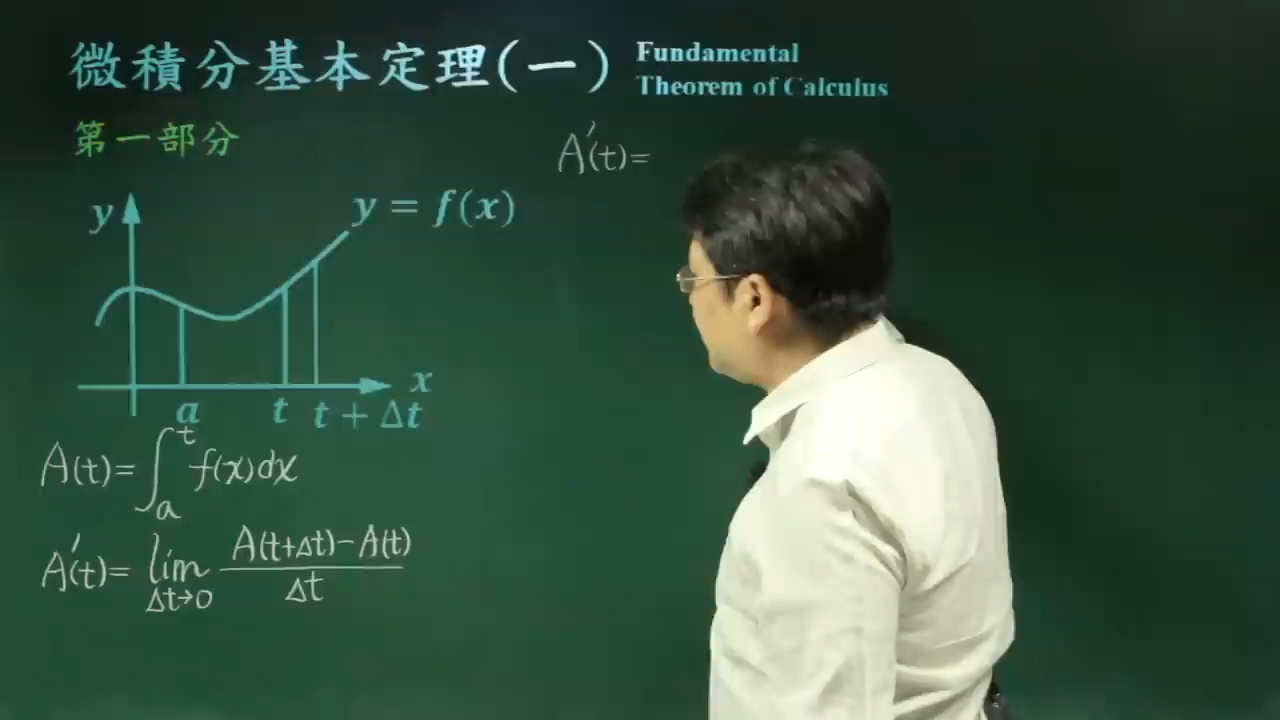 微積分基本定理(一) Fundamental
Theorem of Calculus
第一部分
A'(t)=
y
y = f(x)
x
a t t + Δt
A(t)=∫_a^t f(x)dx
A'(t)= lim_{Δt→0} \frac{A(t+Δt)-A(t)}{Δt}